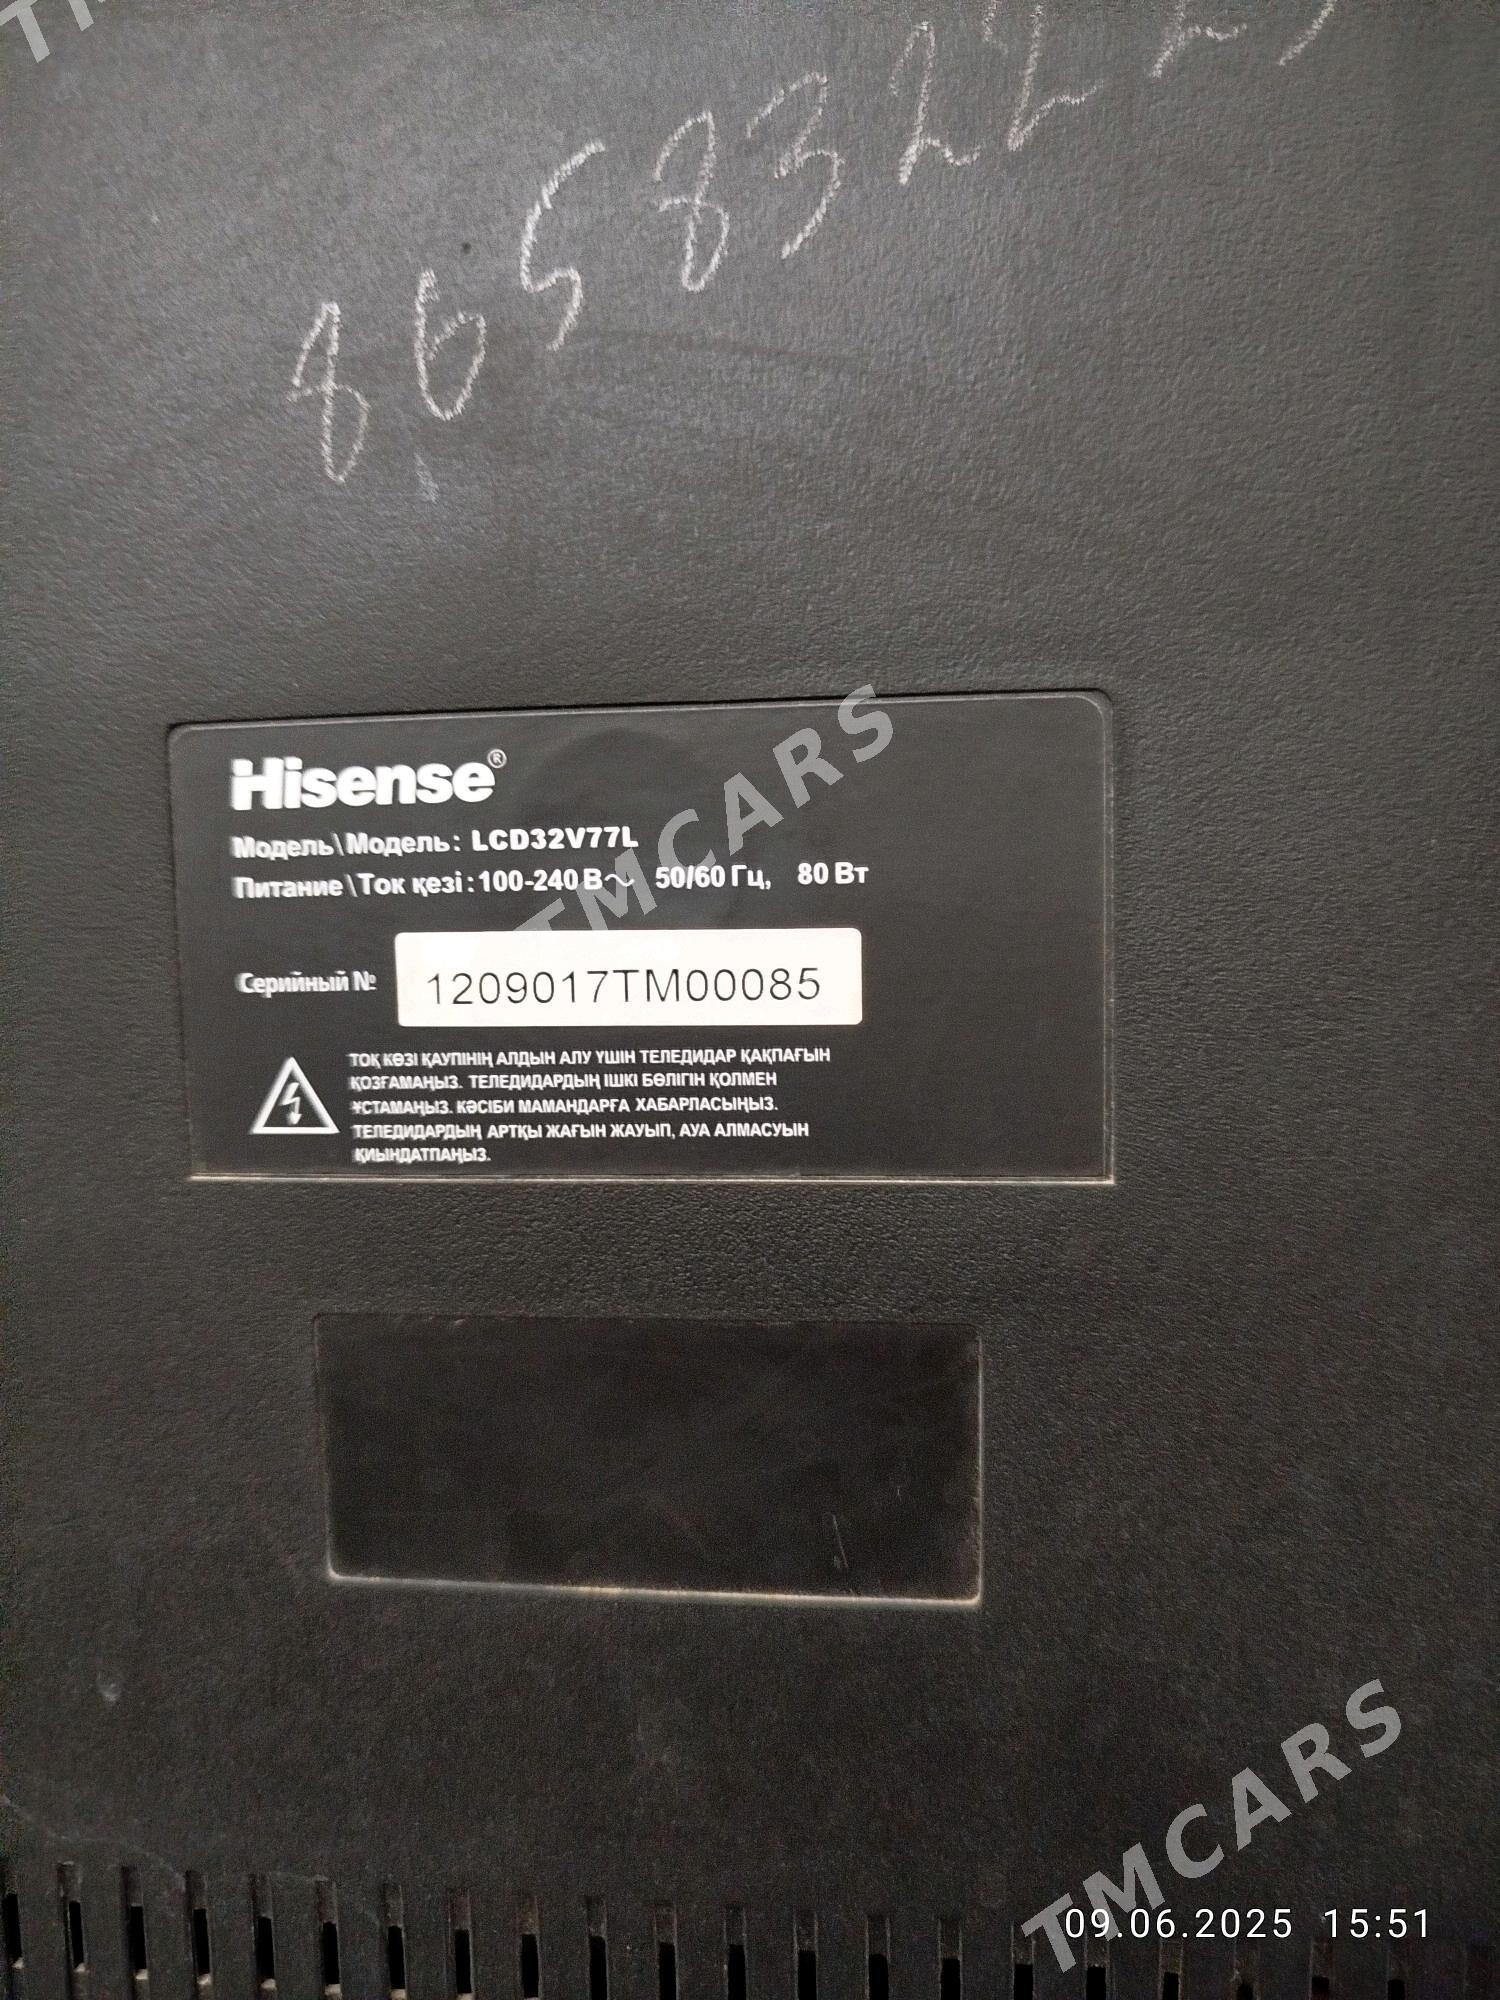 8658322
Hisense®
Модель\Модель: LCD32V77L
Питание\Ток қезі: 100-240 В~ 50/60 Гц, 80 Вт
TMCARS
Серийный № 1209017TM00085
ТОҚ КӨЗІ ҚАУПІНІҢ АЛДЫН АЛУ ҮШІН ТЕЛЕДИДАР ҚАҚПАҒЫН
ҚОЗҒАМАҢЫЗ. ТЕЛЕДИДАРДЫҢ ІШКІ БӨЛІГІН ҚОЛМЕН
ҰСТАМАҢЫЗ. КӘСІБИ МАМАНДАРҒА ХАБАРЛАСЫҢЫЗ.
ТЕЛЕДИДАРДЫҢ АРТҚЫ ЖАҒЫН ЖАУЫП, АУА АЛМАСУЫН
ҚИЫНДАТПАҢЫЗ.
TMCARS
09.06.2025 15:51